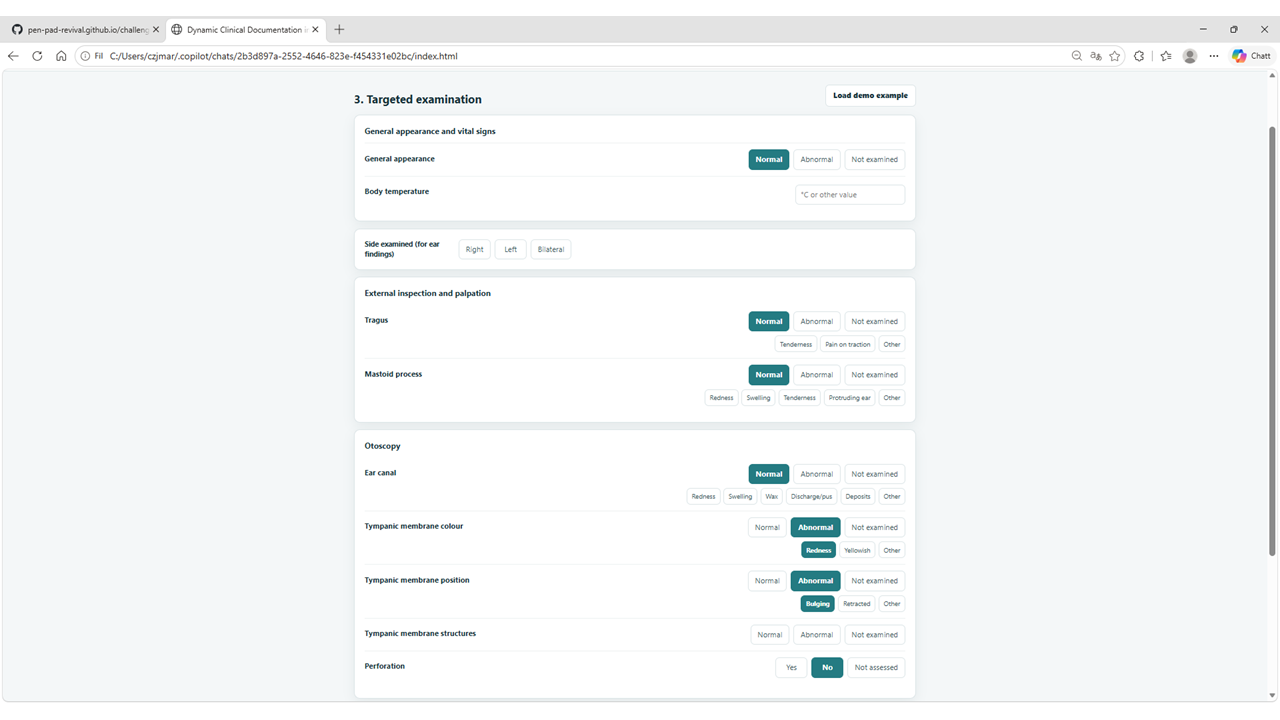 pen-pad-revival.github.io/challeng
Dynamic Clinical Documentation i
Fil C:/Users/czjmar/.copilot/chats/2b3d897a-2552-4646-823e-f454331e02bc/index.html
Chatt
3. Targeted examination
Load demo example
General appearance and vital signs
General appearance
Normal Abnormal Not examined
Body temperature
°C or other value
Side examined (for ear
findings)
Right Left Bilateral
External inspection and palpation
Tragus
Normal Abnormal Not examined
Tenderness Pain on traction Other
Mastoid process
Normal Abnormal Not examined
Redness Swelling Tenderness Protruding ear Other
Otoscopy
Ear canal
Normal Abnormal Not examined
Redness Swelling Wax Discharge/pus Deposits Other
Tympanic membrane colour
Normal Abnormal Not examined
Redness Yellowish Other
Tympanic membrane position
Normal Abnormal Not examined
Bulging Retracted Other
Tympanic membrane structures
Normal Abnormal Not examined
Perforation
Yes No Not assessed